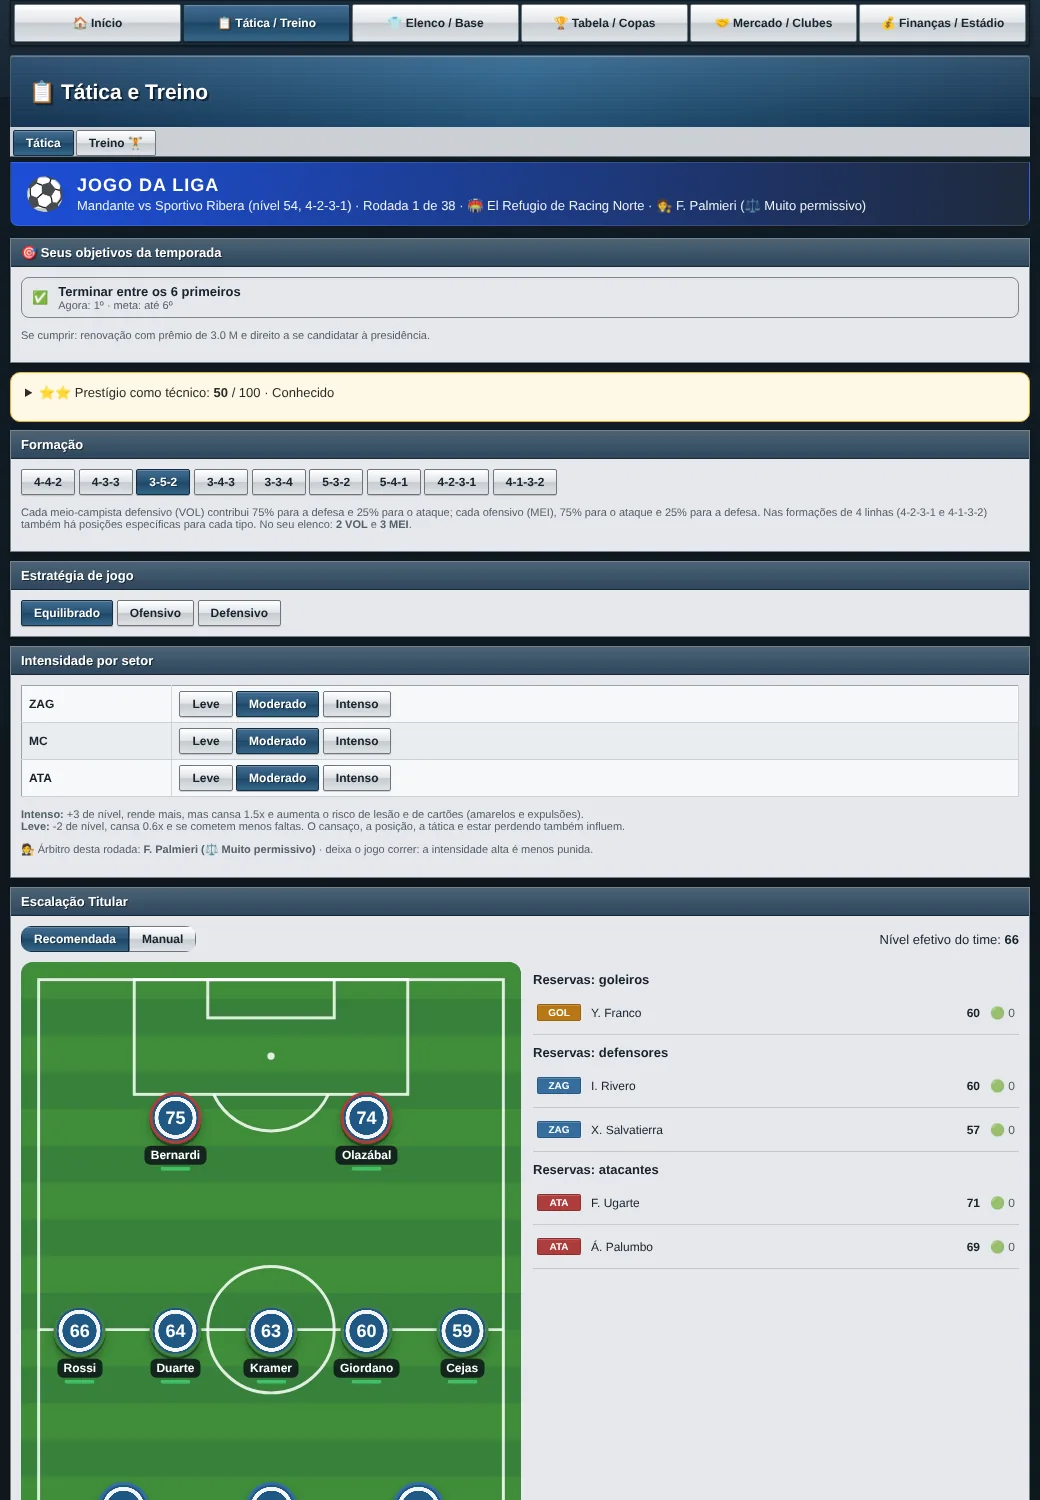 🏠 Início
📋 Tática / Treino
👕 Elenco / Base
🏆 Tabela / Copas
🤝 Mercado / Clubes
💰 Finanças / Estádio
📋 Tática e Treino
Tática
Treino 🏋️
JOGO DA LIGA
Mandante vs Sportivo Ribera (nível 54, 4-2-3-1) · Rodada 1 de 38 · 🏟️ El Refugio de Racing Norte · 🧑‍⚖️ F. Palmieri (⚖️ Muito permissivo)
🎯 Seus objetivos da temporada
✅ Terminar entre os 6 primeiros
Agora: 1º · meta: até 6º
Se cumprir: renovação com prêmio de 3.0 M e direito a se candidatar à presidência.
▶ ⭐⭐ Prestígio como técnico: 50 / 100 · Conhecido
Formação
4-4-2
4-3-3
3-5-2
3-4-3
3-3-4
5-3-2
5-4-1
4-2-3-1
4-1-3-2
Cada meio-campista defensivo (VOL) contribui 75% para a defesa e 25% para o ataque; cada ofensivo (MEI), 75% para o ataque e 25% para a defesa. Nas formações de 4 linhas (4-2-3-1 e 4-1-3-2)
também há posições específicas para cada tipo. No seu elenco: 2 VOL e 3 MEI.
Estratégia de jogo
Equilibrado
Ofensivo
Defensivo
Intensidade por setor
ZAG
Leve
Moderado
Intenso
MC
Leve
Moderado
Intenso
ATA
Leve
Moderado
Intenso
Intenso: +3 de nível, rende mais, mas cansa 1.5x e aumenta o risco de lesão e de cartões (amarelos e expulsões).
Leve: -2 de nível, cansa 0.6x e se cometem menos faltas. O cansaço, a posição, a tática e estar perdendo também influem.
🧑‍⚖️ Árbitro desta rodada: F. Palmieri (⚖️ Muito permissivo) · deixa o jogo correr: a intensidade alta é menos punida.
Escalação Titular
Recomendada
Manual
Nível efetivo do time: 66
75
Bernardi
74
Olazábal
66
Rossi
64
Duarte
63
Kramer
60
Giordano
59
Cejas
Reservas: goleiros
GOL Y. Franco 60 🟢 0
Reservas: defensores
ZAG I. Rivero 60 🟢 0
ZAG X. Salvatierra 57 🟢 0
Reservas: atacantes
ATA F. Ugarte 71 🟢 0
ATA Á. Palumbo 69 🟢 0